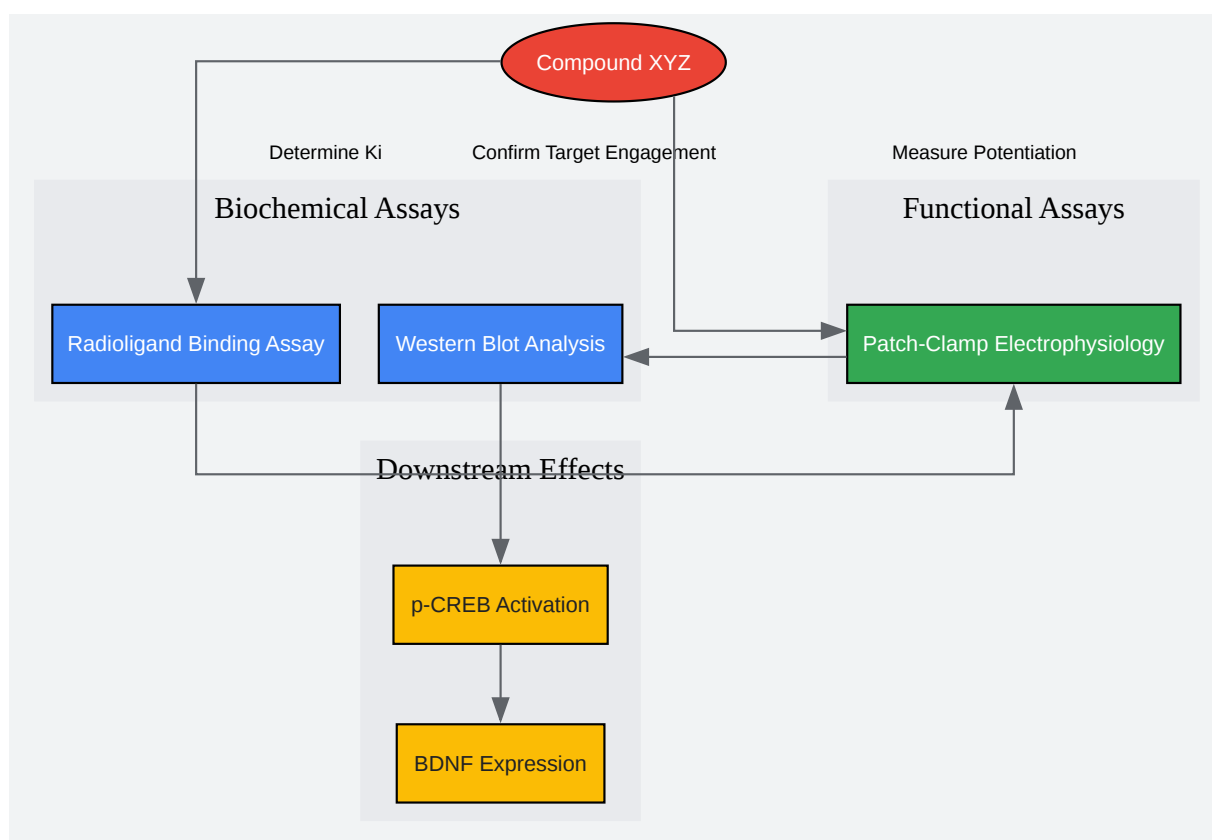 Compound XYZ
Determine Ki
Confirm Target Engagement
Measure Potentiation
Biochemical Assays
Functional Assays
Radioligand Binding Assay
Western Blot Analysis
Patch-Clamp Electrophysiology
Downstream Effects
p-CREB Activation
BDNF Expression